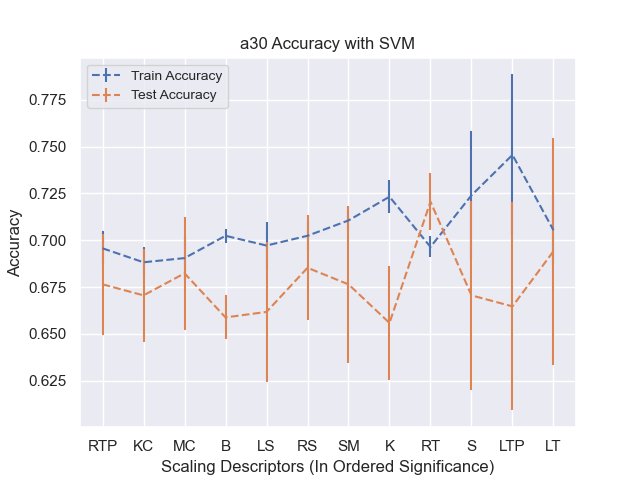 a30 Accuracy with SVM
Train Accuracy
Test Accuracy
Accuracy
0.775
0.750
0.725
0.700
0.675
0.650
0.625
RTP KC MC B LS RS SM K RT S LTP LT
Scaling Descriptors (In Ordered Significance)